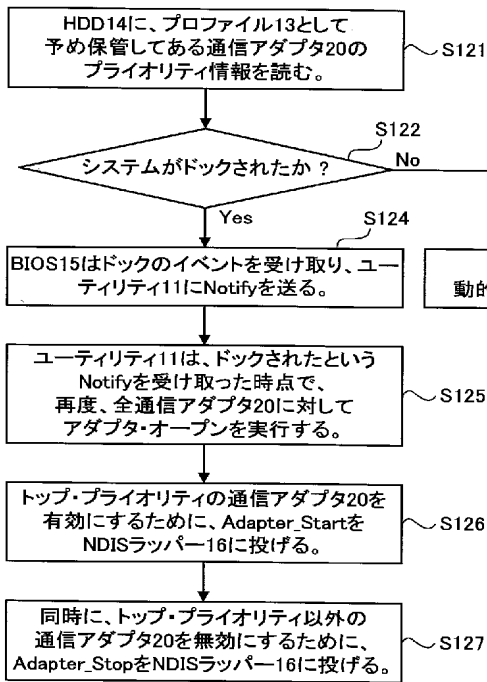 HDD14に、プロファイル13として
予め保管してある通信アダプタ20の
プライオリティ情報を読む。
S121
S122
システムがドックされたか？
No
Yes
S124
BIOS15はドックのイベントを受け取り、ユー
ティリティ11にNotifyを送る。
動的
ユーティリティ11は、ドックされたという
Notifyを受け取った時点で、
再度、全通信アダプタ20に対して
アダプタ・オープンを実行する。
S125
トップ・プライオリティの通信アダプタ20を
有効にするために、Adapter_Startを
NDISラッパー16に投げる。
S126
同時に、トップ・プライオリティ以外の
通信アダプタ20を無効にするために、
Adapter_StopをNDISラッパー16に投げる。
S127